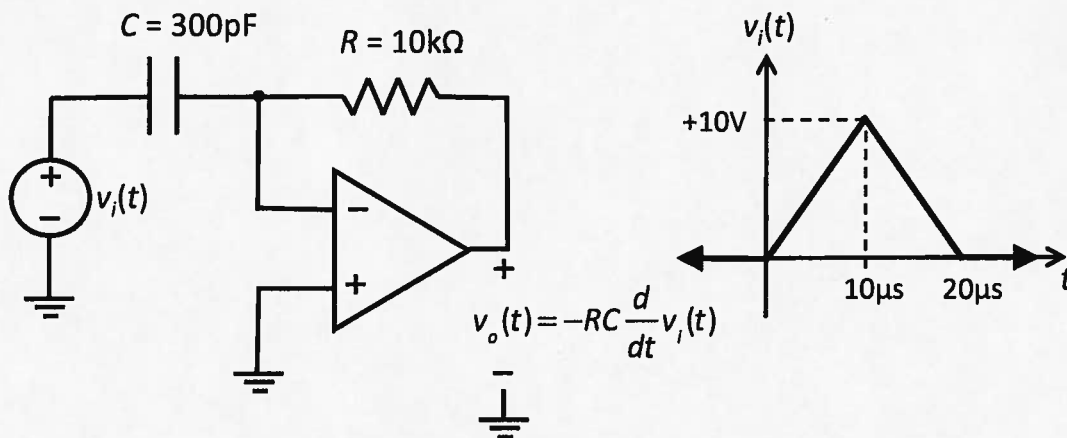 C = 300pF
R = 10kΩ
+
−
v_i(t)
−
+
+
v_o(t) = −RC d/dt v_i(t)
−
v_i(t)
+10V
10μs
20μs
t